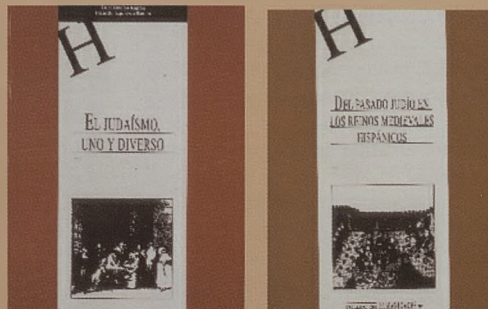 H
EL JUDAÍSMO,
UNO Y DIVERSO
H
DEL PASADO JUDÍO EN
LOS REINOS MEDIEVALES
HISPÁNICOS